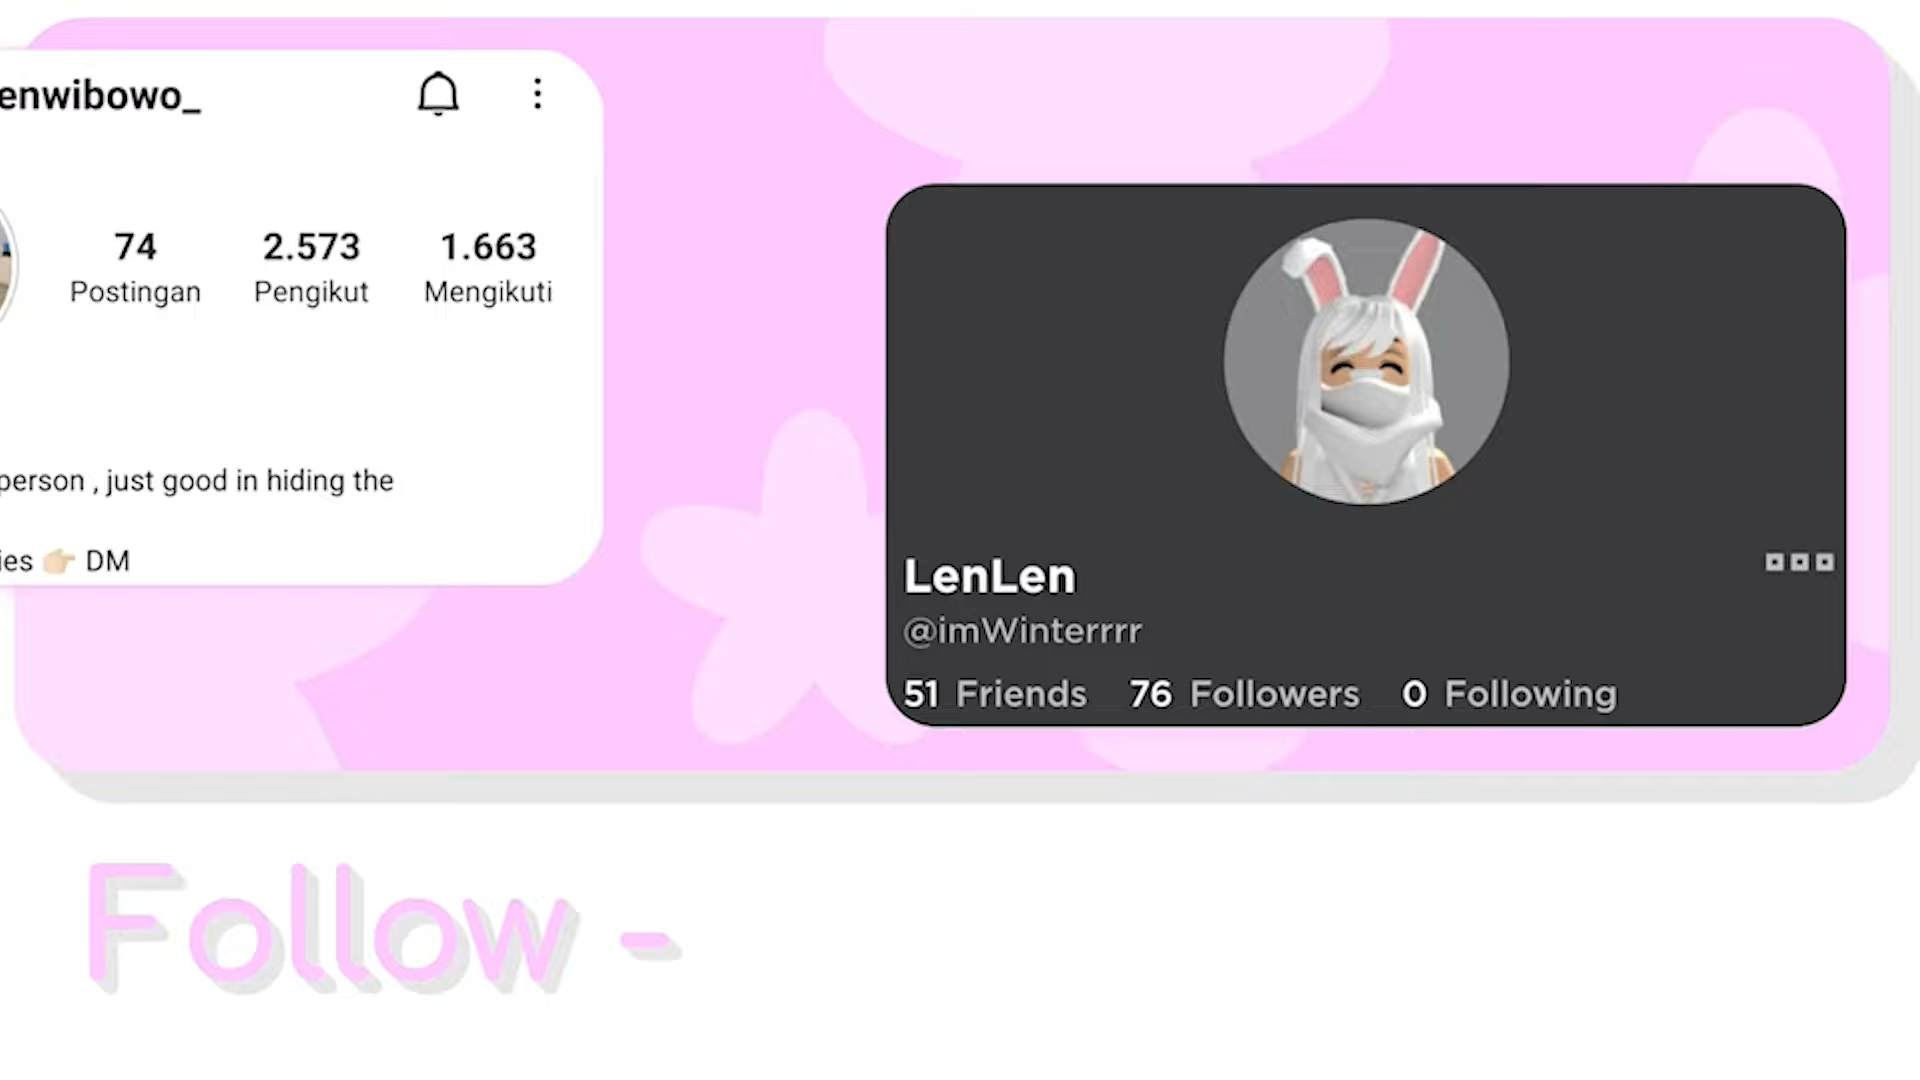 enwibowo_
74 2.573 1.663
Postingan Pengikut Mengikuti
person , just good in hiding the
ies 👉🏼 DM
LenLen
@imWinterrrr
51 Friends 76 Followers 0 Following
Follow -